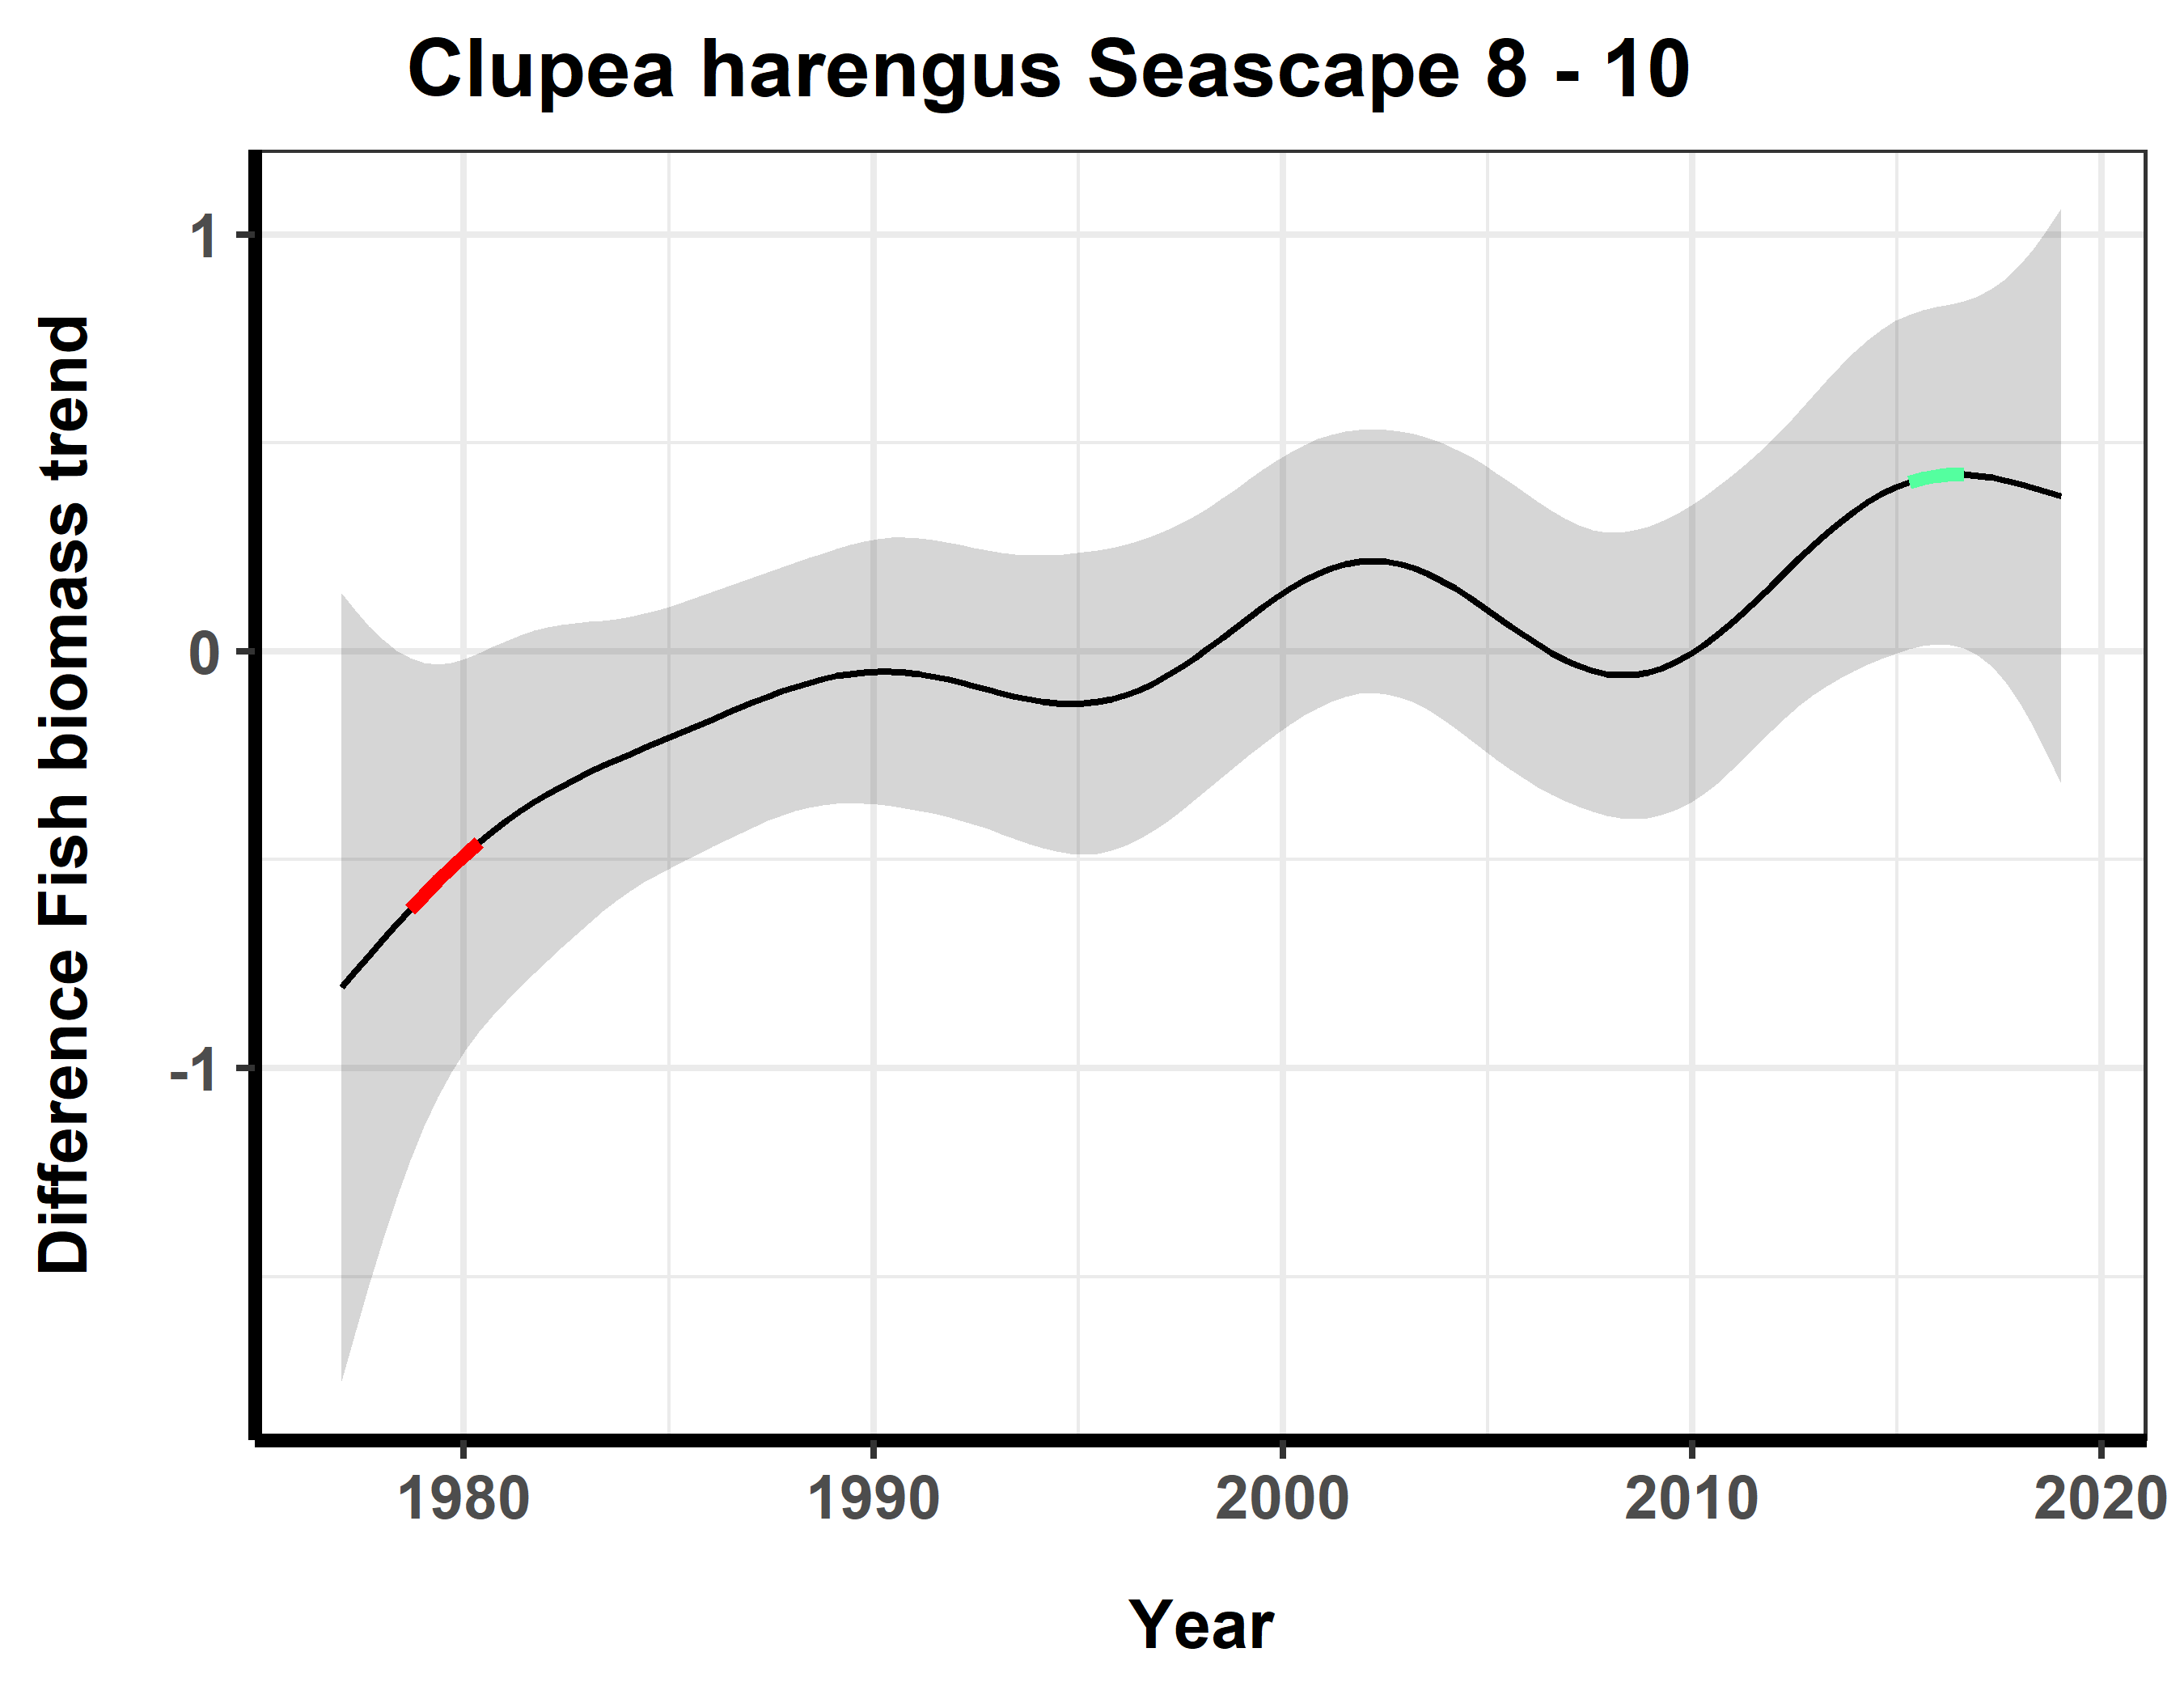 Clupea harengus Seascape 8 - 10
Difference Fish biomass trend
1
0
-1
1980 1990 2000 2010 2020
Year